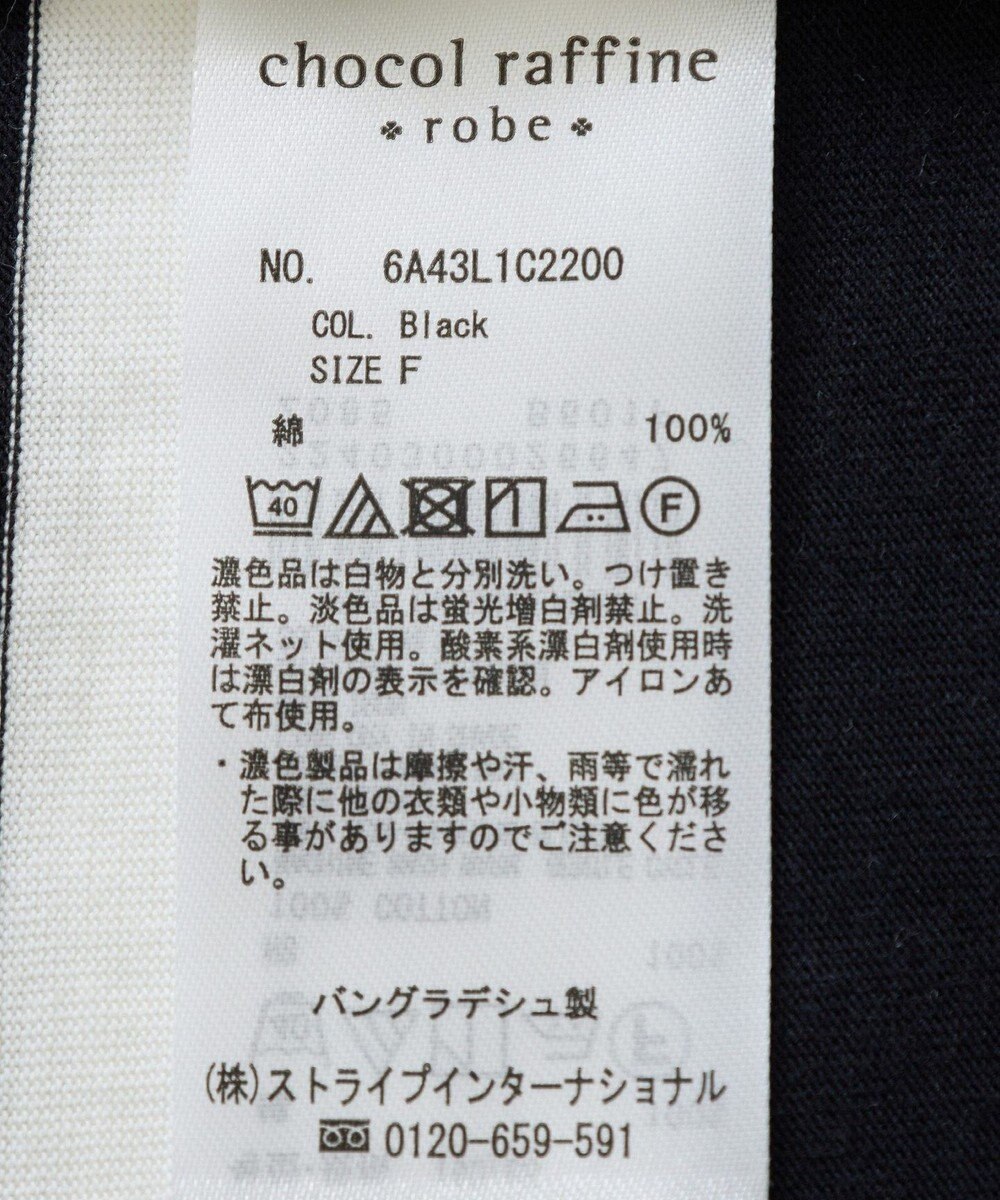 chocol raffine
robe
NO. 6A43L1C2200
COL. Black
SIZE F
綿 100%
40 F
濃色品は白物と分別洗い。つけ置き
禁止。淡色品は蛍光増白剤禁止。洗
濯ネット使用。酸素系漂白剤使用時
は漂白剤の表示を確認。アイロンあ
て布使用。
・濃色製品は摩擦や汗、雨等で濡れ
た際に他の衣類や小物類に色が移
る事がありますのでご注意くださ
い。
バングラデシュ製
(株)ストライプインターナショナル
0120-659-591